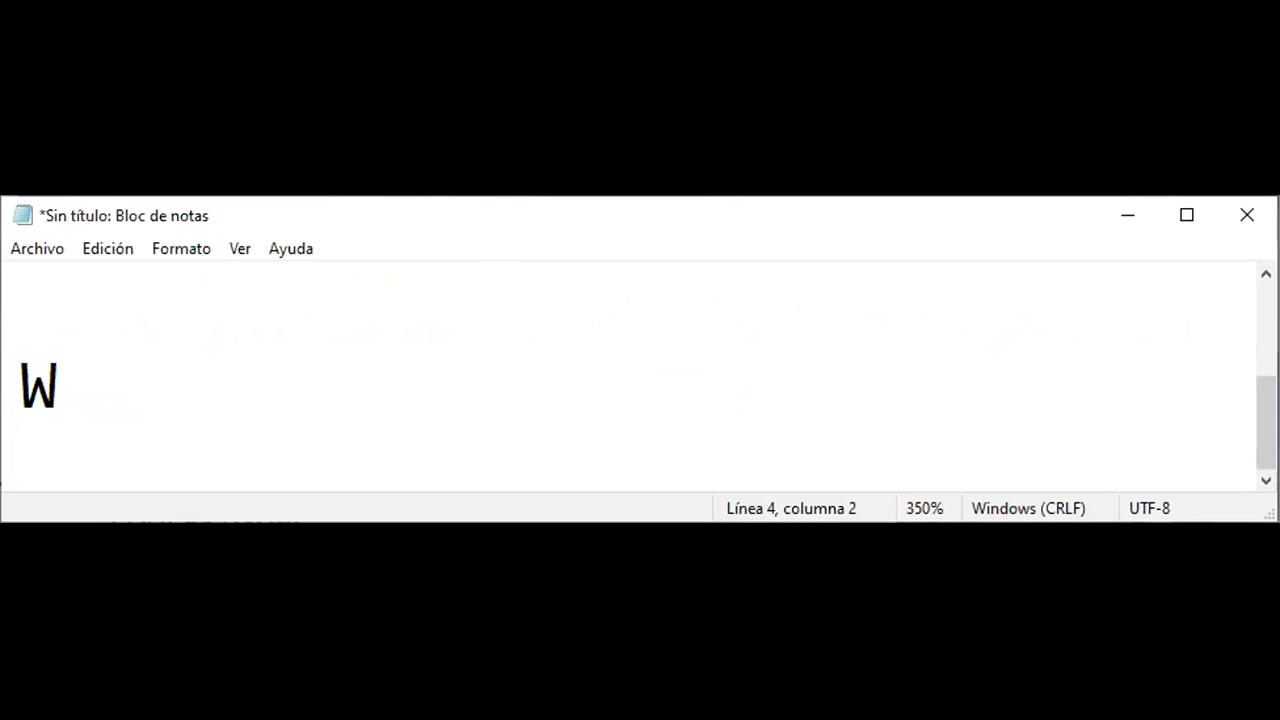 *Sin título: Bloc de notas
Archivo Edición Formato Ver Ayuda
W
Línea 4, columna 2 350% Windows (CRLF) UTF-8